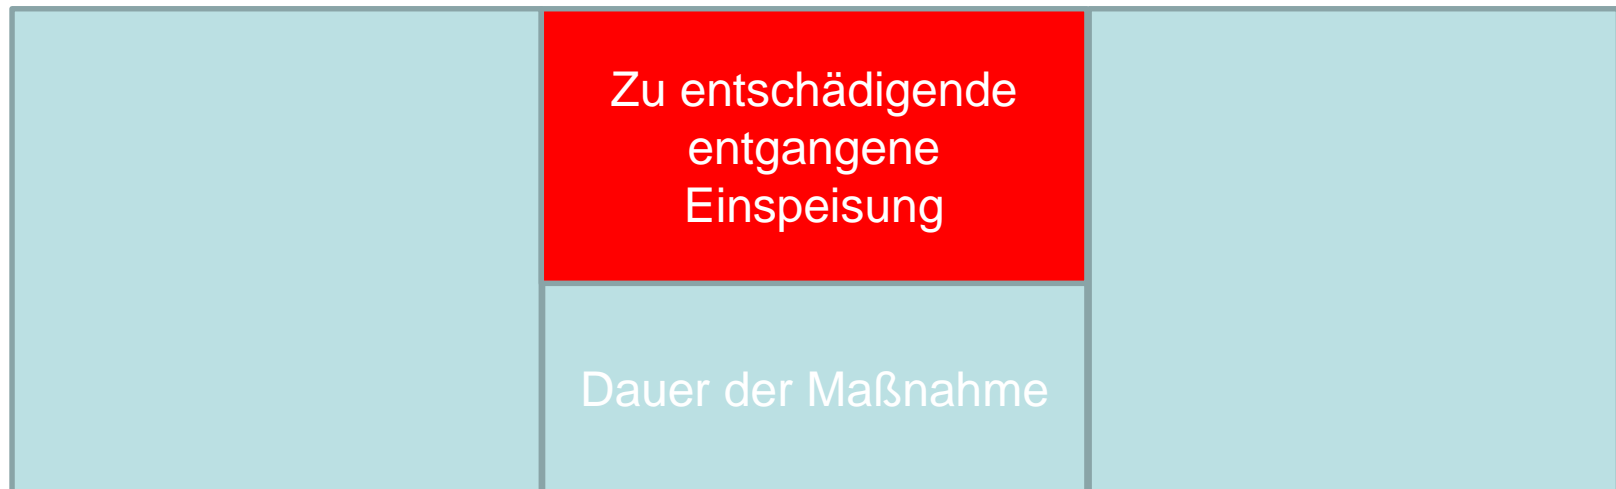 Zu entschädigende
entgangene
Einspeisung
Dauer der Maßnahme